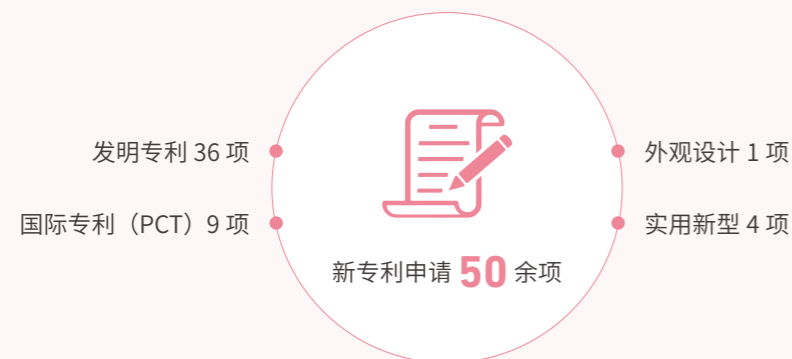 发明专利 36 项
外观设计 1 项
国际专利（PCT）9 项
实用新型 4 项
新专利申请 50 余项